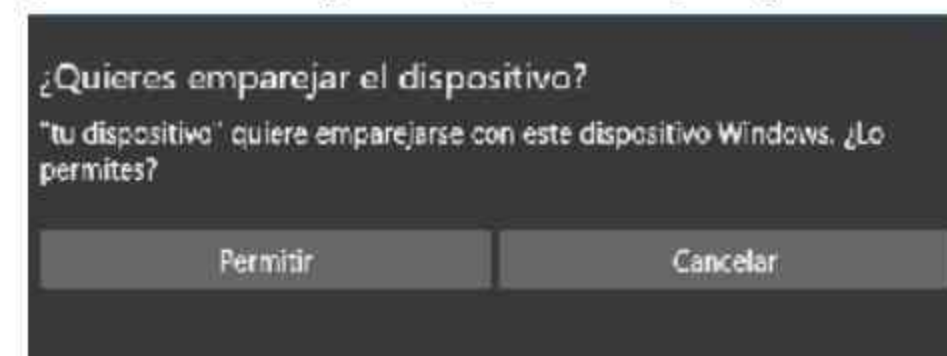 ¿Quieres emparejar el dispositivo?
"tu dispositivo" quiere emparejarse con este dispositivo Windows. ¿Lo
permites?
Permitir
Cancelar